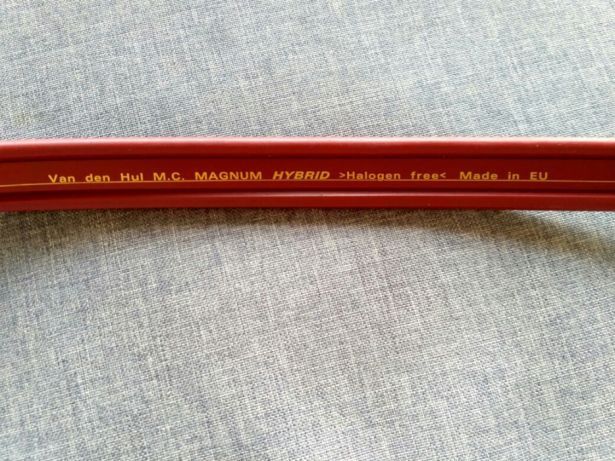 Van den Hul M.C. MAGNUM HYBRID >Halogen free< Made in EU